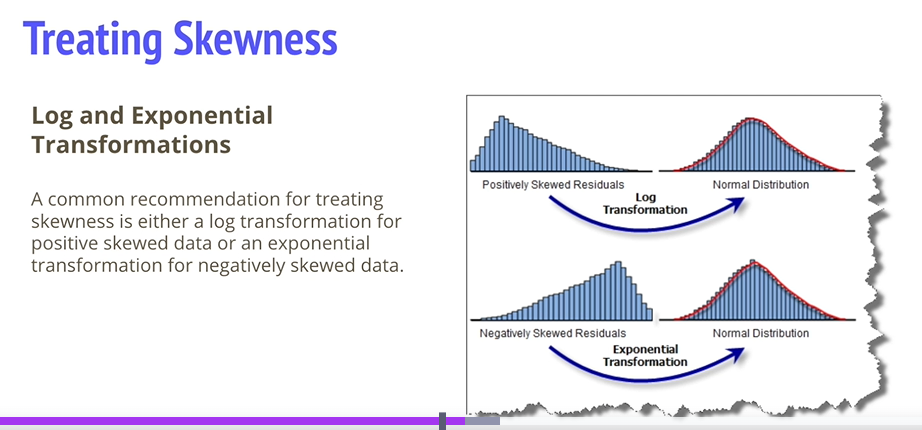 Treating Skewness
Log and Exponential
Transformations
A common recommendation for treating
skewness is either a log transformation for
positive skewed data or an exponential
transformation for negatively skewed data.
Positively Skewed Residuals
Normal Distribution
Log
Transformation
Negatively Skewed Residuals
Normal Distribution
Exponential
Transformation